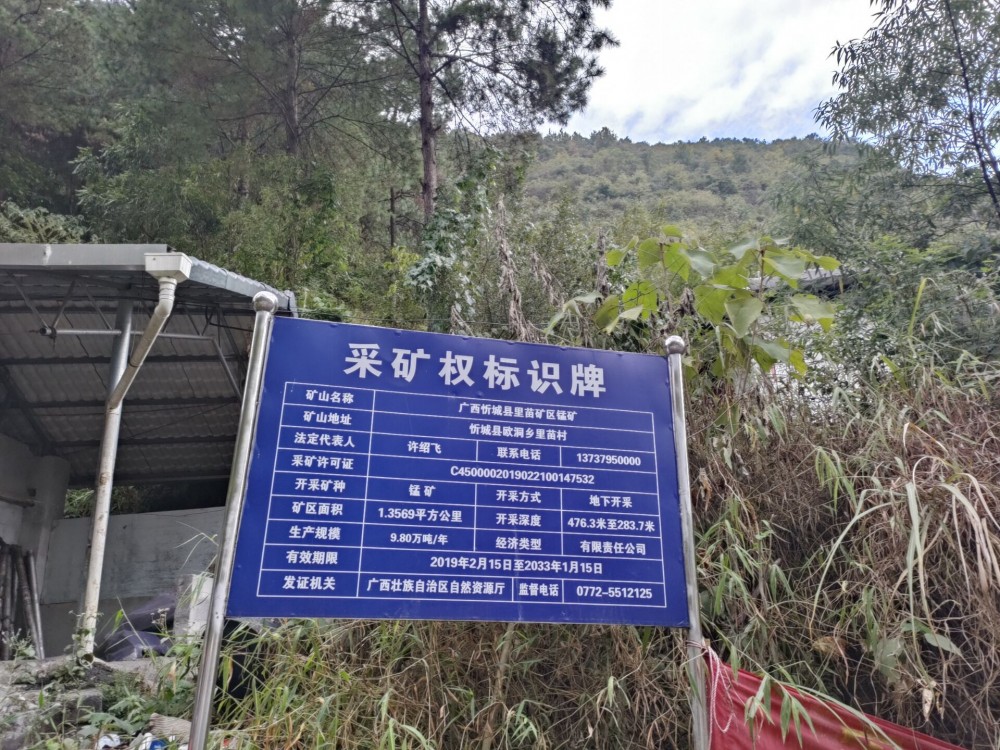 采矿权标识牌
矿山名称 广西忻城县里苗矿区锰矿
矿山地址 忻城县欧洞乡里苗村
法定代表人 许绍飞 联系电话 13737950000
采矿许可证 C4500002019022100147532
开采矿种 锰 矿 开采方式 地下开采
矿区面积 1.3569平方公里 开采深度 476.3米至283.7米
生产规模 9.80万吨/年 经济类型 有限责任公司
有效期限 2019年2月15日至2033年1月15日
发证机关 广西壮族自治区自然资源厅 监督电话 0772-5512125